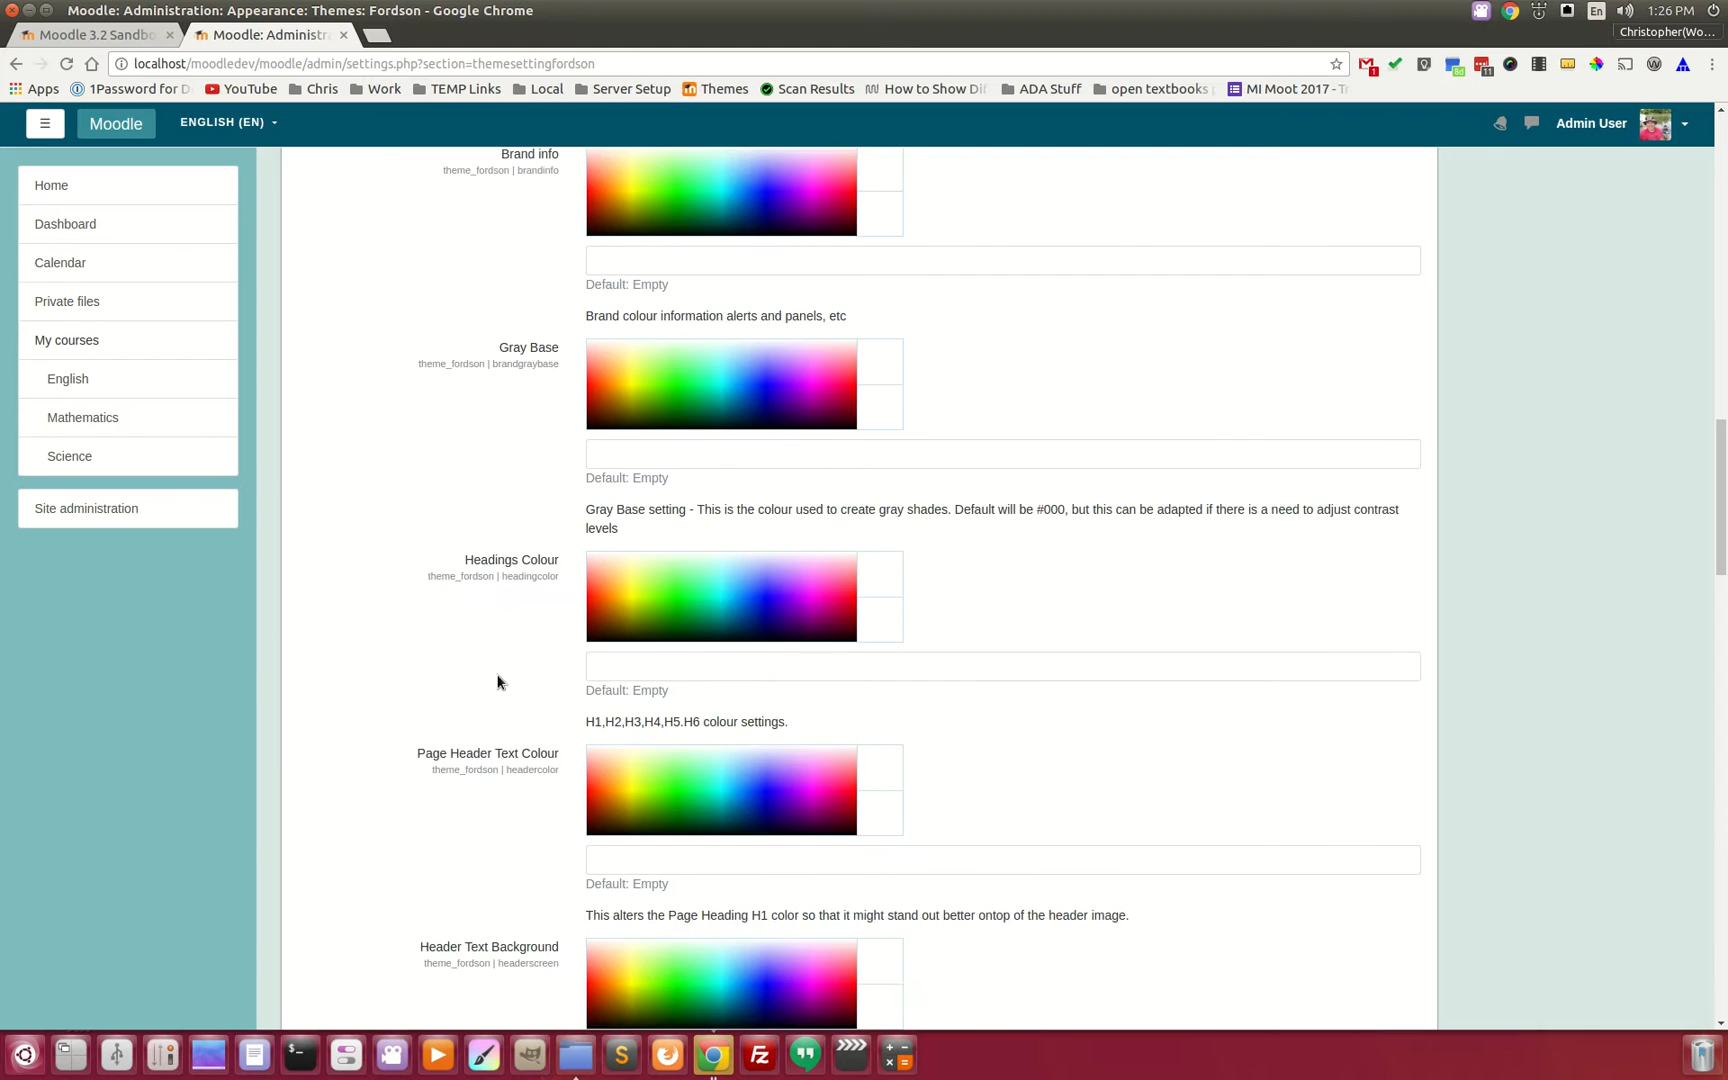 Moodle: Administration: Appearance: Themes: Fordson - Google Chrome
En
1:26 PM
Moodle 3.2 Sandbo
Moodle: Administr
Christopher(Wo...
localhost/moodledev/moodle/admin/settings.php?section=themesettingfordson
1
8d
11
Apps
1Password for D
YouTube
Chris
Work
TEMP Links
Local
Server Setup
Themes
Scan Results
How to Show Di
ADA Stuff
open textbooks
MI Moot 2017 - T
Moodle
ENGLISH (EN)
Admin User
Home
Dashboard
Calendar
Private files
My courses
English
Mathematics
Science
Site administration
Brand info
theme_fordson | brandinfo
Default: Empty
Brand colour information alerts and panels, etc
Gray Base
theme_fordson | brandgraybase
Default: Empty
Gray Base setting - This is the colour used to create gray shades. Default will be #000, but this can be adapted if there is a need to adjust contrast
levels
Headings Colour
theme_fordson | headingcolor
Default: Empty
H1,H2,H3,H4,H5.H6 colour settings.
Page Header Text Colour
theme_fordson | headercolor
Default: Empty
This alters the Page Heading H1 color so that it might stand out better ontop of the header image.
Header Text Background
theme_fordson | headerscreen